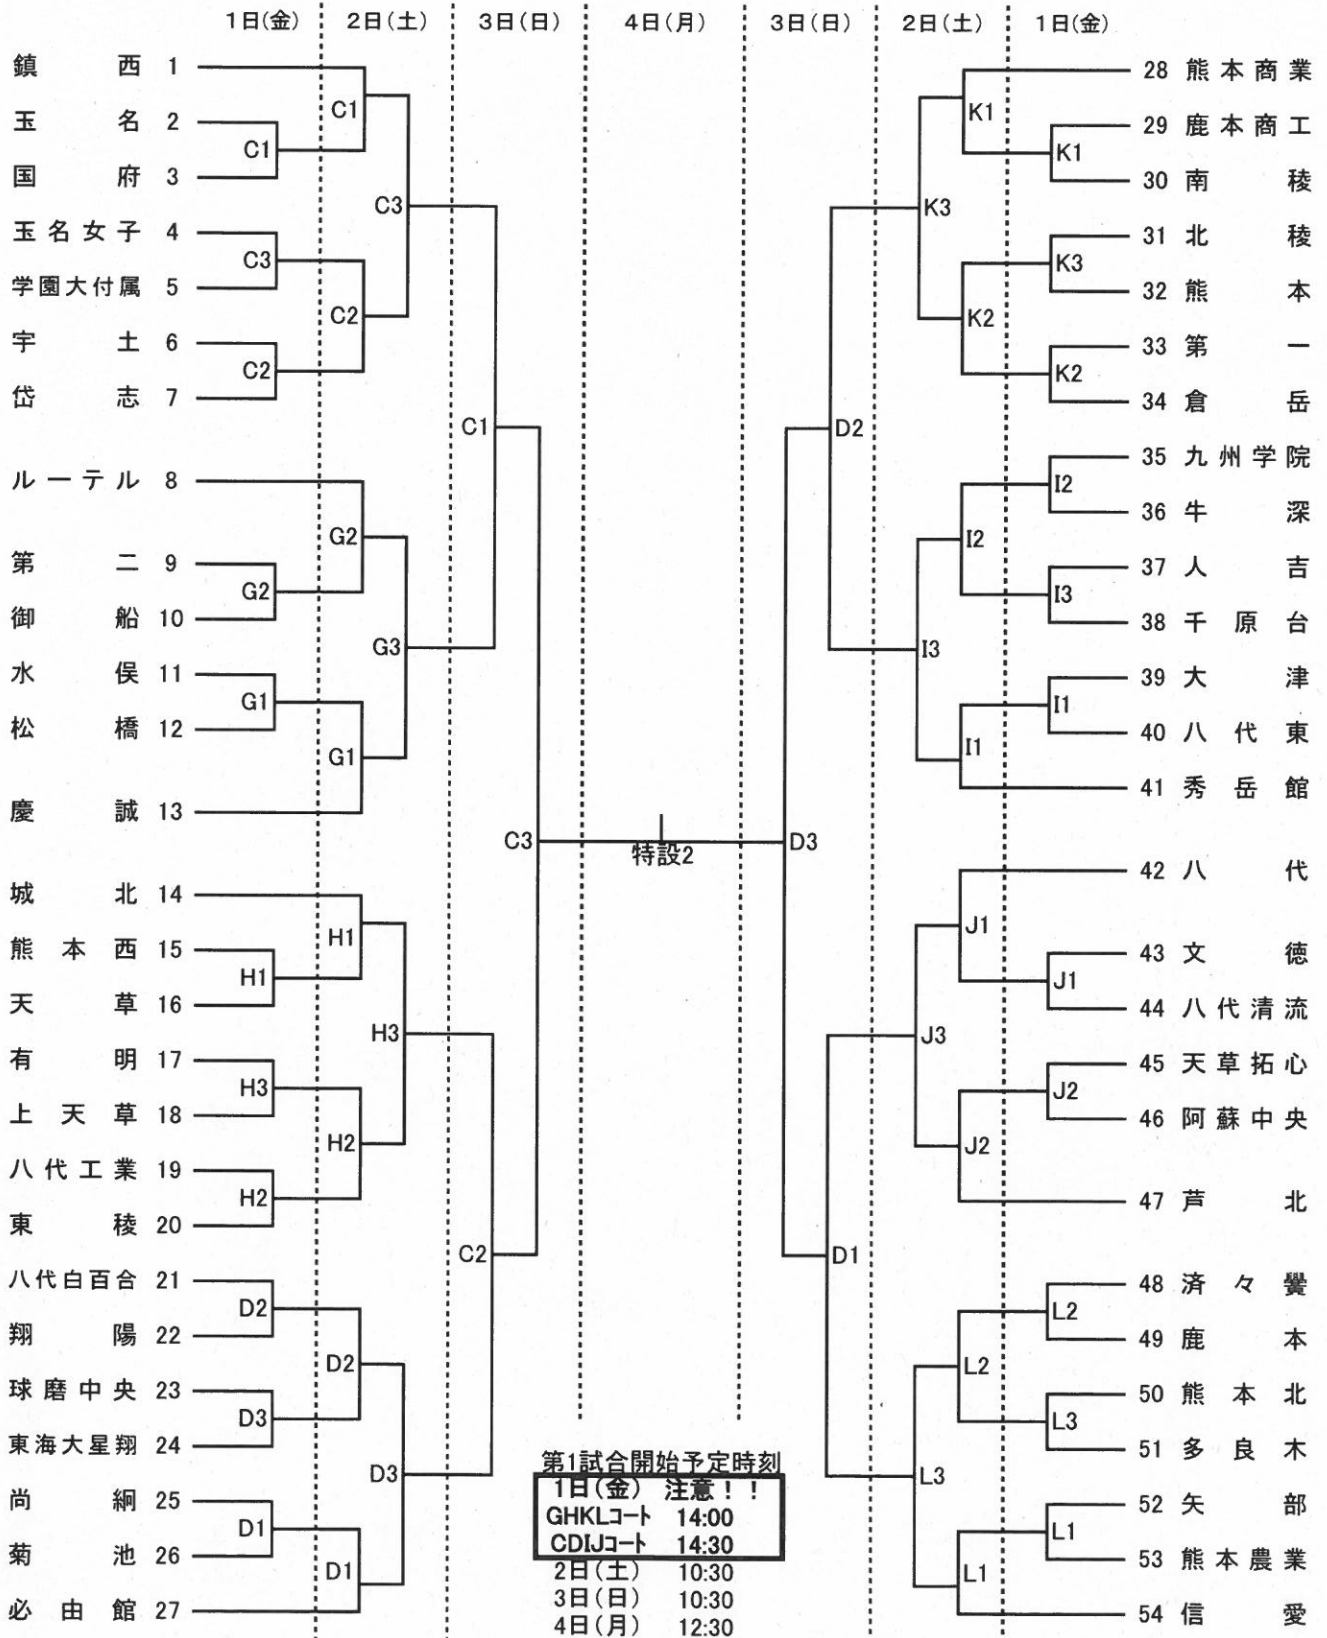 1日(金) 2日(土) 3日(日) 4日(月) 3日(日) 2日(土) 1日(金)
鎮西 1
玉名 2
国府 3
玉名女子 4
学園大付属 5
宇土 6
岱志 7
ルーテル 8
第二 9
御船 10
水俣 11
松橋 12
慶誠 13
城北 14
熊本西 15
天草 16
有明 17
上天草 18
八代工業 19
東稜 20
八代白百合 21
翔陽 22
球磨中央 23
東海大星翔 24
尚絅 25
菊池 26
必由館 27
C1
C3
C2
G2
G1
H1
H3
H2
D2
D3
D1
C1
C2
G2
G1
H1
H2
D2
D1
C3
G3
H3
D3
C1
C2
C3
特設2
D3
D2
D1
K3
I3
J3
L3
K1
K2
I2
I1
J1
J2
L2
L1
K1
K3
K2
I2
I3
I1
J1
J2
L2
L3
L1
28 熊本商業
29 鹿本商工
30 南稜
31 北稜
32 熊本
33 第一
34 倉岳
35 九州学院
36 牛深
37 人吉
38 千原台
39 大津
40 八代東
41 秀岳館
42 八代
43 文徳
44 八代清流
45 天草拓心
46 阿蘇中央
47 芦北
48 済々黌
49 鹿本
50 熊本北
51 多良木
52 矢部
53 熊本農業
54 信愛
第1試合開始予定時刻
1日(金) 注意！！
GHKLコート 14:00
CDIJコート 14:30
2日(土) 10:30
3日(日) 10:30
4日(月) 12:30